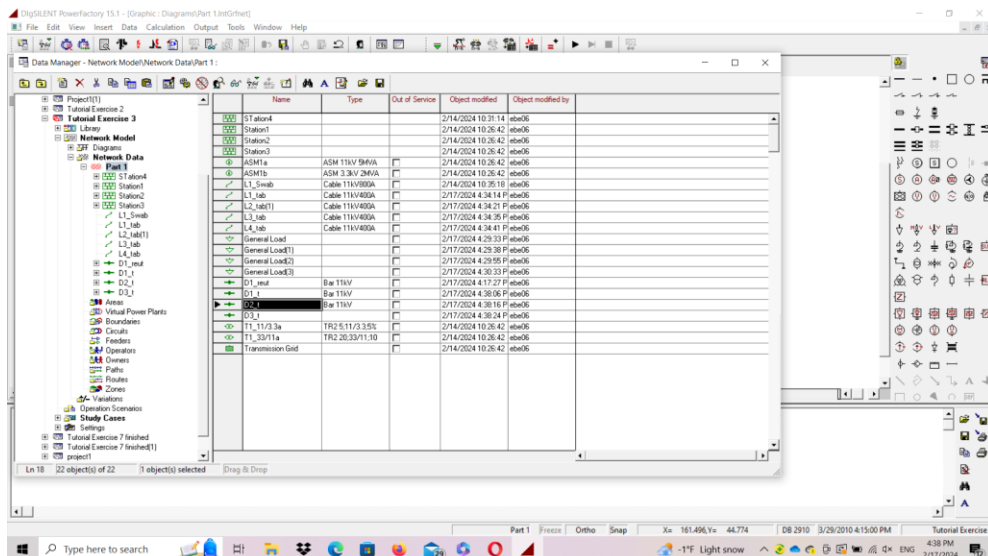 DIgSILENT PowerFactory 15.1 - [Graphic : Diagrams\Part 1.IntGrfnet]
File Edit View Insert Data Calculation Output Tools Window Help
Data Manager - Network Model\Network Data\Part 1 :
Name Type Out of Service Object modified Object modified by
Project1(1)
Tutorial Exercise 2
Tutorial Exercise 3
Library
Network Model
Diagrams
Network Data
Part 1
STation4
Station1
Station2
Station3
L1_Swab
L1_tab
L2_tab(1)
L3_tab
L4_tab
D1_reut
D1_t
D2_t
D3_t
Areas
Virtual Power Plants
Boundaries
Circuits
Feeders
Operators
Owners
Paths
Routes
Zones
Variations
Operation Scenarios
Study Cases
Settings
Tutorial Exercise 7 finished
Tutorial Exercise 7 finished(1)
project1
STation4 2/14/2024 10:31:14 ebe06
Station1 2/14/2024 10:26:42 ebe06
Station2 2/14/2024 10:26:42 ebe06
Station3 2/14/2024 10:26:42 ebe06
ASM1a ASM 11kV 5MVA 2/14/2024 10:26:42 ebe06
ASM1b ASM 3.3kV 2MVA 2/14/2024 10:26:42 ebe06
L1_Swab Cable 11kV800A 2/14/2024 10:35:18 ebe06
L1_tab Cable 11kV400A 2/17/2024 4:34:14 P ebe06
L2_tab(1) Cable 11kV400A 2/17/2024 4:34:21 P ebe06
L3_tab Cable 11kV400A 2/17/2024 4:34:35 P ebe06
L4_tab Cable 11kV400A 2/17/2024 4:34:41 P ebe06
General Load 2/17/2024 4:29:33 P ebe06
General Load(1) 2/17/2024 4:29:38 P ebe06
General Load(2) 2/17/2024 4:29:55 P ebe06
General Load(3) 2/17/2024 4:30:33 P ebe06
D1_reut Bar 11kV 2/17/2024 4:17:27 P ebe06
D1_t Bar 11kV 2/17/2024 4:38:06 P ebe06
D2_t Bar 11kV 2/17/2024 4:38:16 P ebe06
D3_t 2/17/2024 4:38:24 P ebe06
T1_11/3.3a TR2 5;11/3.3;5% 2/14/2024 10:26:42 ebe06
T1_33/11a TR2 20;33/11;10 2/14/2024 10:26:42 ebe06
Transmission Grid 2/14/2024 10:26:42 ebe06
Ln 18 22 object(s) of 22 1 object(s) selected Drag & Drop
Part 1 Freeze Ortho Snap X= 161.496,Y= 44.774 DB 2910 3/29/2010 4:15:00 PM Tutorial Exercise
Type here to search -1°F Light snow ENG 4:38 PM
2/17/2024